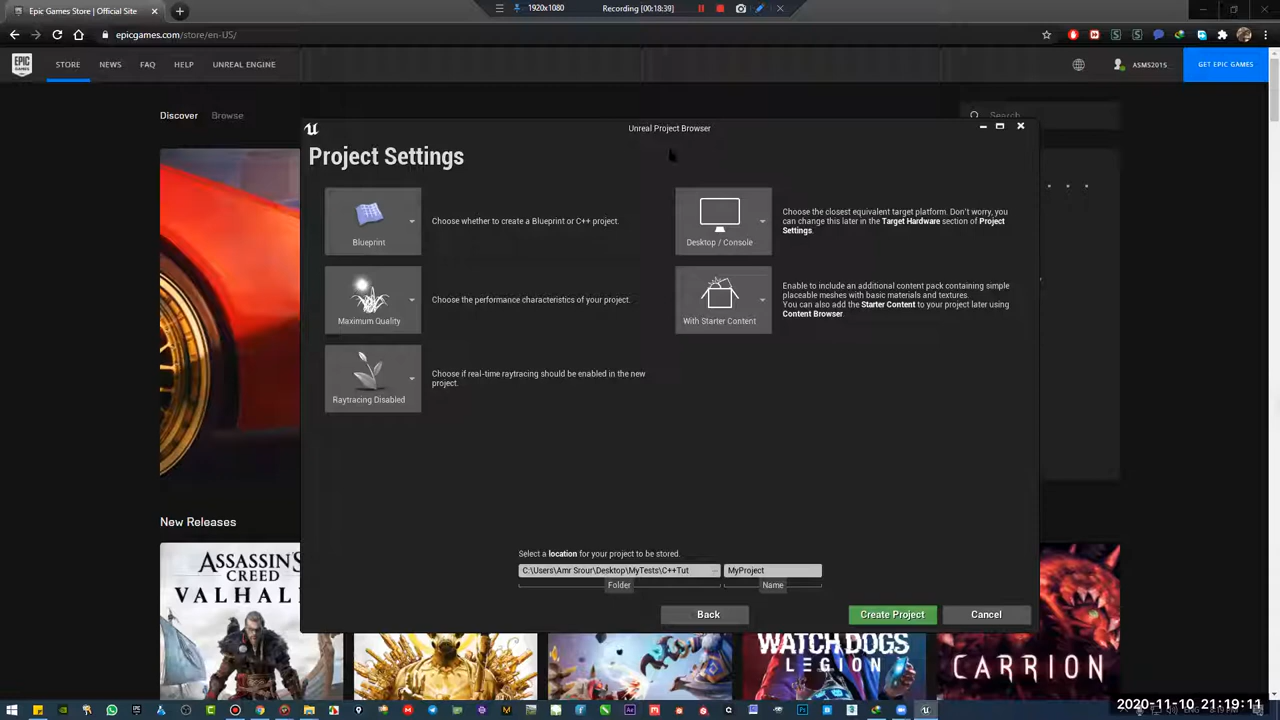 Epic Games Store | Official Site
1920x1080
Recording [00:18:39]
epicgames.com/store/en-US/
EPIC GAMES
STORE
NEWS
FAQ
HELP
UNREAL ENGINE
ASMS2015
GET EPIC GAMES
Discover
Browse
Search
Unreal Project Browser
Project Settings
Blueprint
Choose whether to create a Blueprint or C++ project.
Desktop / Console
Choose the closest equivalent target platform. Don't worry, you
can change this later in the Target Hardware section of Project
Settings.
Maximum Quality
Choose the performance characteristics of your project.
With Starter Content
Enable to include an additional content pack containing simple
placeable meshes with basic materials and textures.
You can also add the Starter Content to your project later using
Content Browser.
Raytracing Disabled
Choose if real-time raytracing should be enabled in the new
project.
New Releases
Select a location for your project to be stored.
C:\Users\Amr Srour\Desktop\MyTests\C++Tut
MyProject
Folder
Name
Back
Create Project
Cancel
ASSASSIN'S
CREED
VALHALLA
WATCH DOGS
LEGION
CARRION
2020-11-10 21:19:11